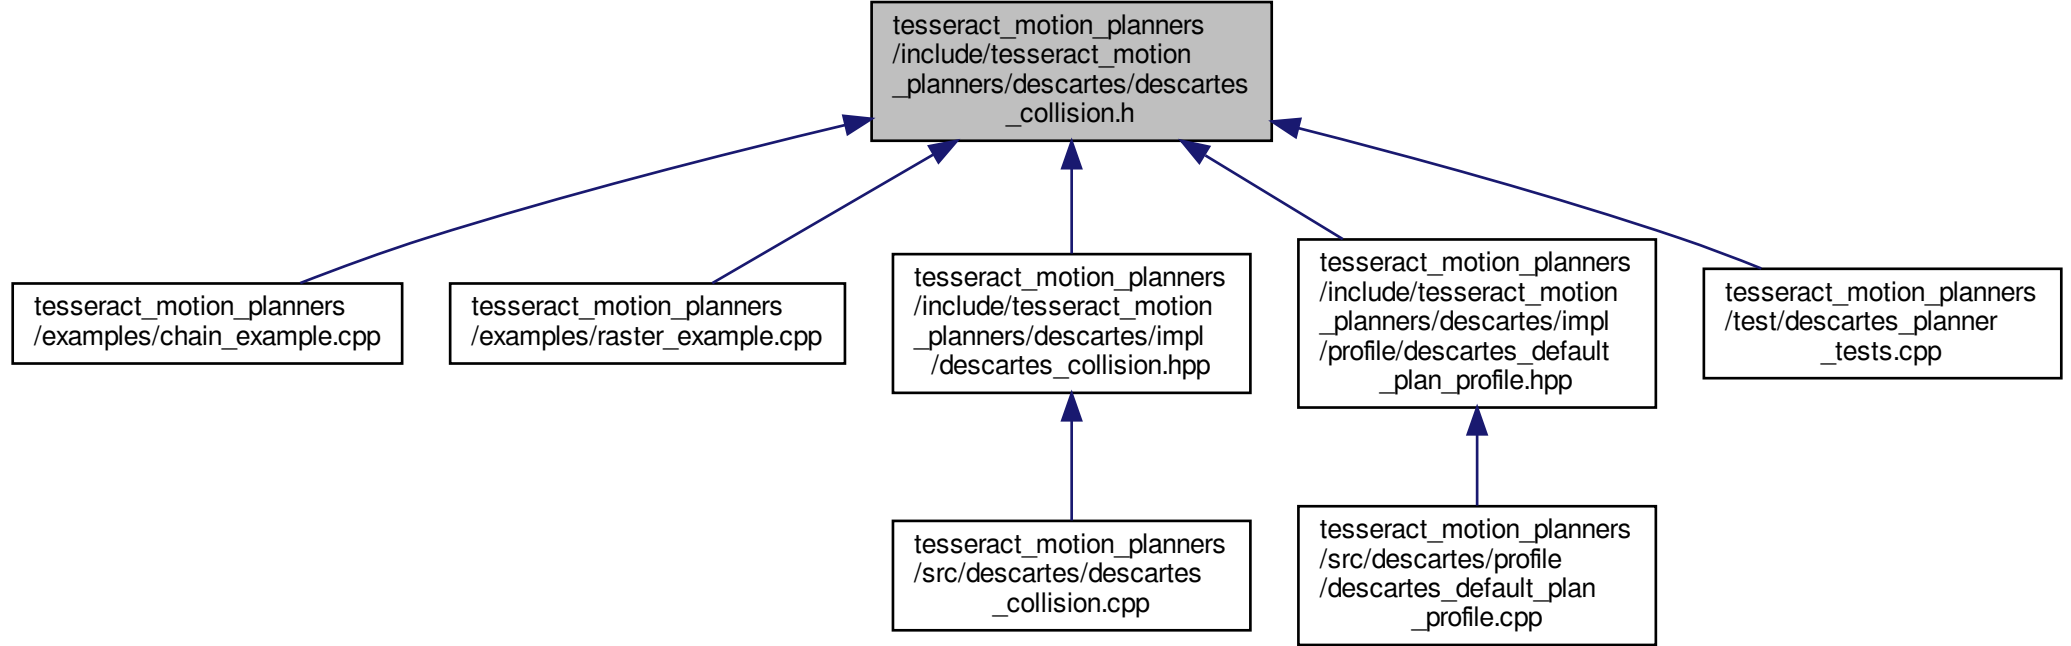 tesseract_motion_planners
/include/tesseract_motion
_planners/descartes/descartes
_collision.h
tesseract_motion_planners
/examples/chain_example.cpp
tesseract_motion_planners
/examples/raster_example.cpp
tesseract_motion_planners
/include/tesseract_motion
_planners/descartes/impl
/descartes_collision.hpp
tesseract_motion_planners
/include/tesseract_motion
_planners/descartes/impl
/profile/descartes_default
_plan_profile.hpp
tesseract_motion_planners
/test/descartes_planner
_tests.cpp
tesseract_motion_planners
/src/descartes/descartes
_collision.cpp
tesseract_motion_planners
/src/descartes/profile
/descartes_default_plan
_profile.cpp